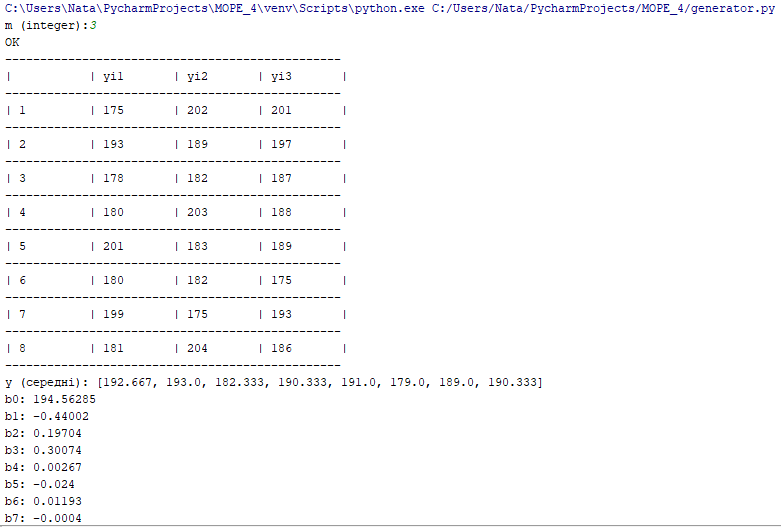 C:\Users\Nata\PycharmProjects\MOPE_4\venv\Scripts\python.exe C:/Users/Nata/PycharmProjects/MOPE_4/generator.py
m (integer):3
OK
------------------------------------------------
|           | yi1       | yi2       | yi3       |
------------------------------------------------
| 1         | 175       | 202       | 201       |
------------------------------------------------
| 2         | 193       | 189       | 197       |
------------------------------------------------
| 3         | 178       | 182       | 187       |
------------------------------------------------
| 4         | 180       | 203       | 188       |
------------------------------------------------
| 5         | 201       | 183       | 189       |
------------------------------------------------
| 6         | 180       | 182       | 175       |
------------------------------------------------
| 7         | 199       | 175       | 193       |
------------------------------------------------
| 8         | 181       | 204       | 186       |
------------------------------------------------
y (середні): [192.667, 193.0, 182.333, 190.333, 191.0, 179.0, 189.0, 190.333]
b0: 194.56285
b1: -0.44002
b2: 0.19704
b3: 0.30074
b4: 0.00267
b5: -0.024
b6: 0.01193
b7: -0.0004